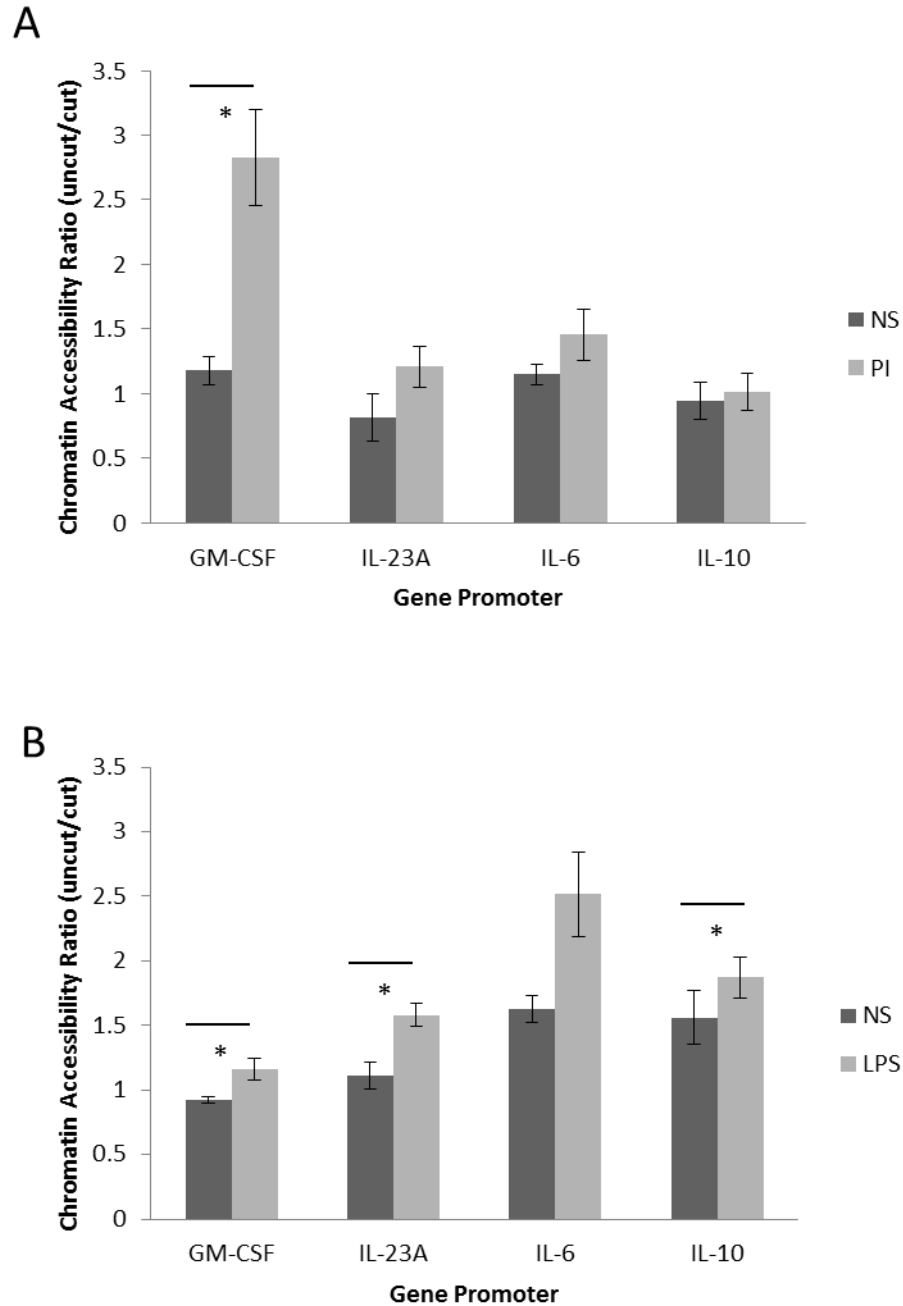 A
Chromatin Accessibility Ratio (uncut/cut)
3.5
3
2.5
2
1.5
1
0.5
0
*
NS
PI
GM-CSF IL-23A IL-6 IL-10
Gene Promoter
B
Chromatin Accessibility Ratio (uncut/cut)
3.5
3
2.5
2
1.5
1
0.5
0
*
*
*
NS
LPS
GM-CSF IL-23A IL-6 IL-10
Gene Promoter